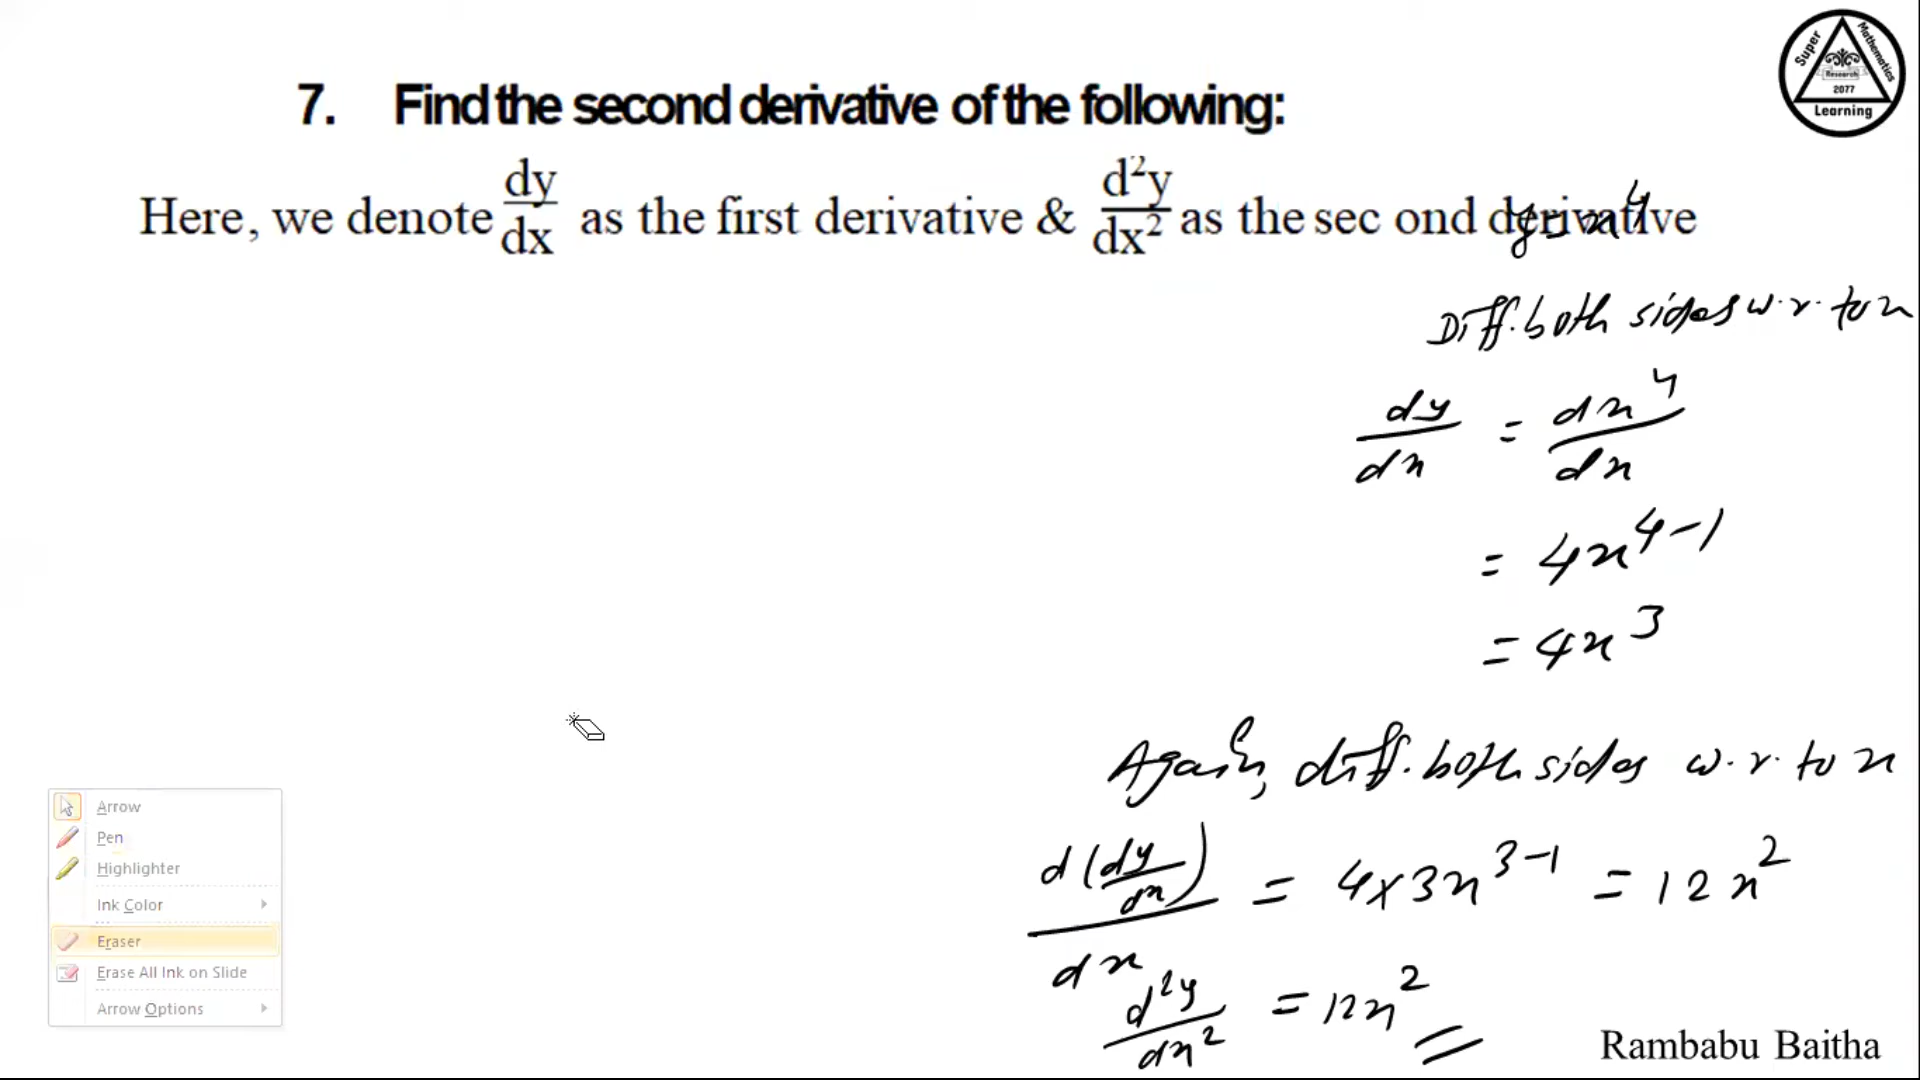 Super Mathematics
Research
2077
Learning
7. Find the second derivative of the following:
Here, we denote dy/dx as the first derivative & d²y/dx² as the sec ond derivative
y = x⁴
Diff. both sides w.r. to x
dy/dx = dx⁴/dx
= 4x⁴⁻¹
= 4x³
Again, diff. both sides w.r. to x
d(dy/dx)/dx = 4×3x³⁻¹ = 12x²
d²y/dx² = 12x²
Arrow
Pen
Highlighter
Ink Color
Eraser
Erase All Ink on Slide
Arrow Options
Rambabu Baitha